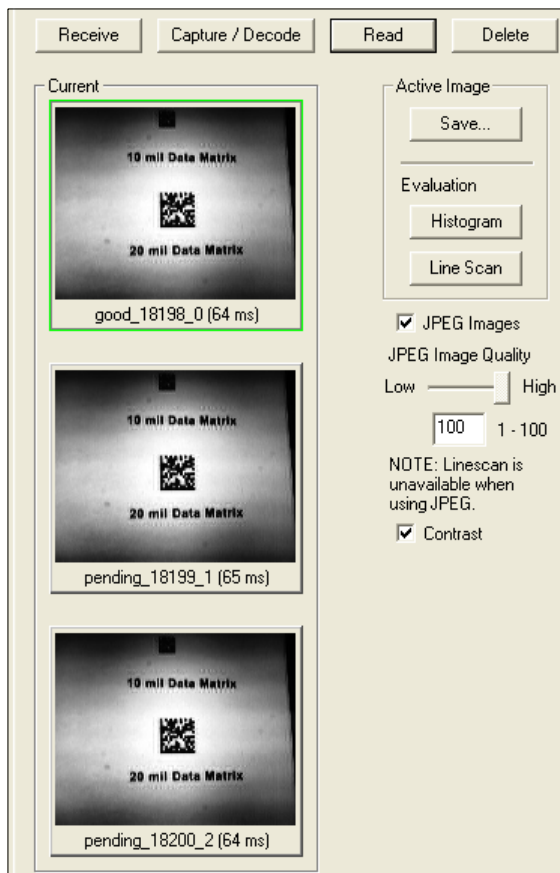 Receive
Capture / Decode
Read
Delete
Current
10 mil Data Matrix
20 mil Data Matrix
good_18198_0 (64 ms)
10 mil Data Matrix
20 mil Data Matrix
pending_18199_1 (65 ms)
10 mil Data Matrix
20 mil Data Matrix
pending_18200_2 (64 ms)
Active Image
Save...
Evaluation
Histogram
Line Scan
JPEG Images
JPEG Image Quality
Low High
100 1 - 100
NOTE: Linescan is
unavailable when
using JPEG.
Contrast